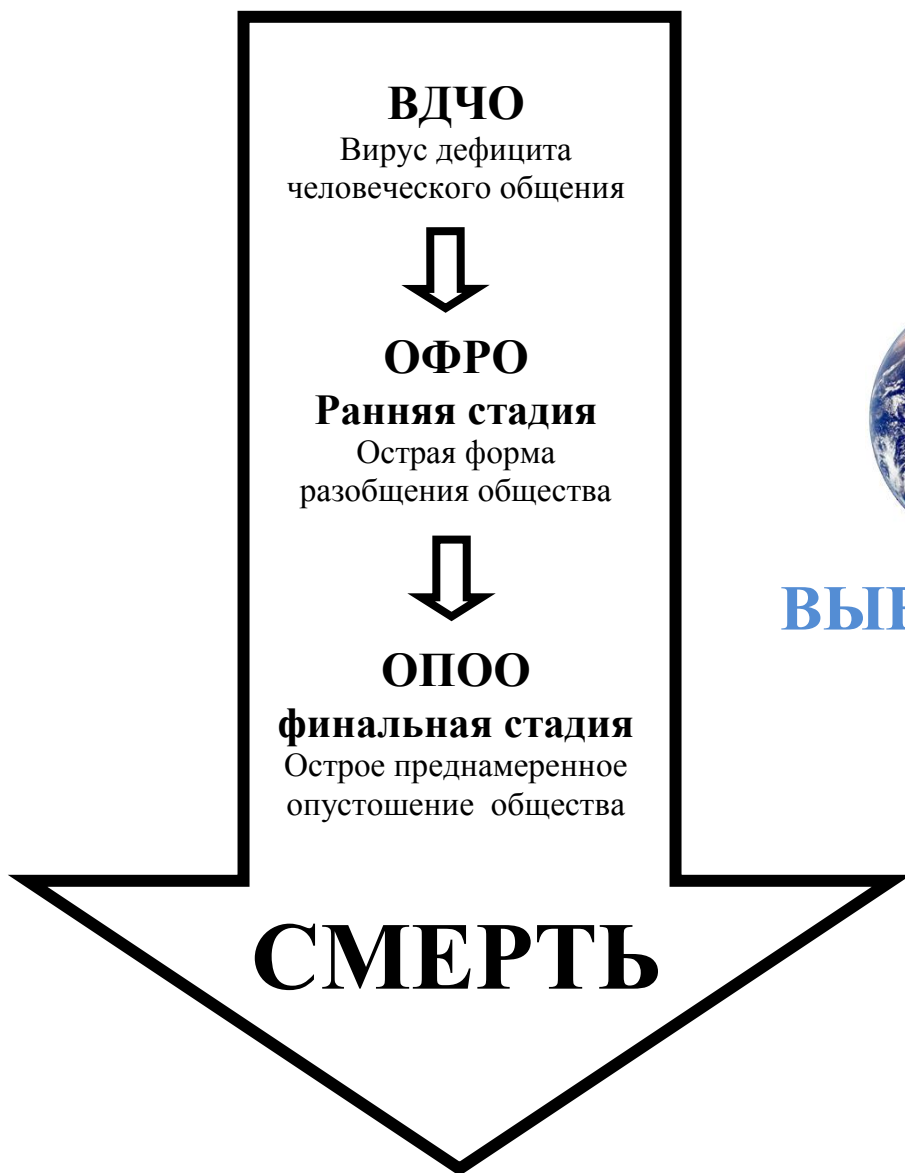 ВДЧО
Вирус дефицита
человеческого общения
ОФРО
Ранняя стадия
Острая форма
разобщения общества
ОПОО
финальная стадия
Острое преднамеренное
опустошение общества
СМЕРТЬ